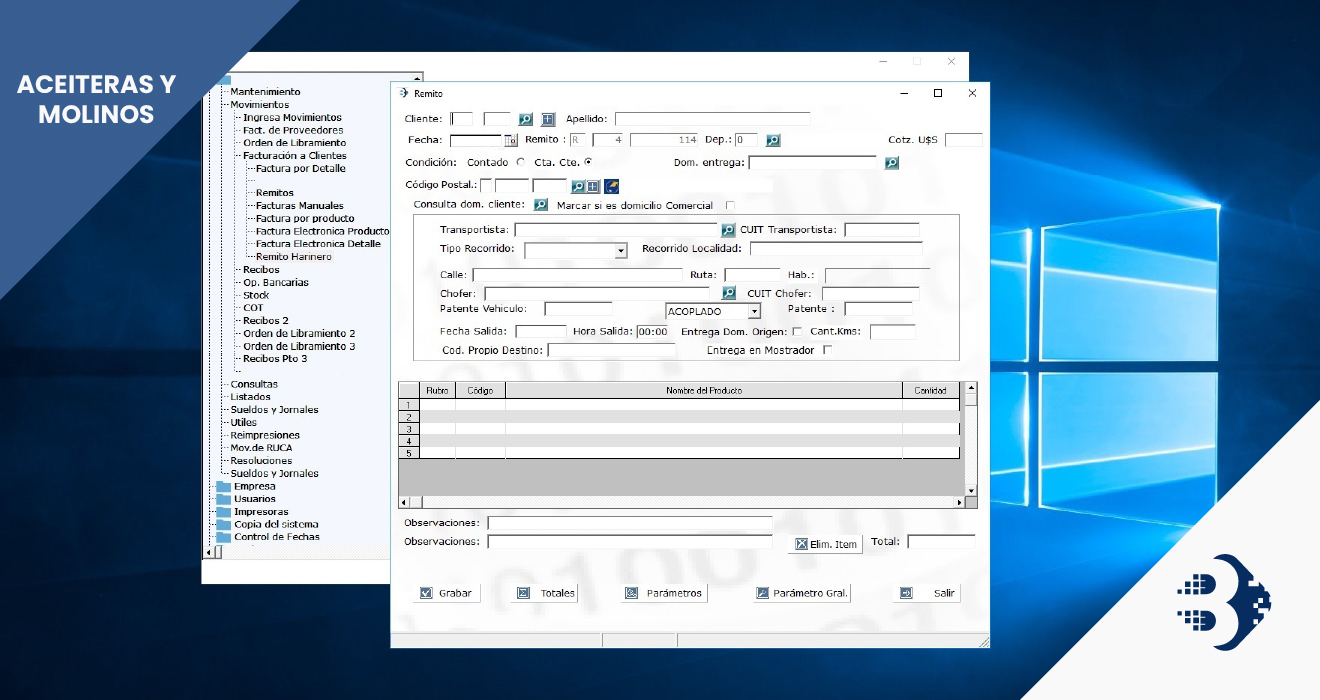 ACEITERAS Y
MOLINOS
Mantenimiento
Movimientos
Ingresa Movimientos
Fact. de Proveedores
Orden de Libramiento
Facturación a Clientes
Factura por Detalle
Remitos
Facturas Manuales
Factura por producto
Factura Electronica Producto
Factura Electronica Detalle
Remito Harinero
Recibos
Op. Bancarias
Stock
COT
Recibos 2
Orden de Libramiento 2
Orden de Libramiento 3
Recibos Pto 3
Consultas
Listados
Sueldos y Jornales
Utiles
Reimpresiones
Mov.de RUCA
Resoluciones
Sueldos y Jornales
Empresa
Usuarios
Impresoras
Copia del sistema
Control de Fechas
Remito
Cliente: Apellido:
Fecha: Remito : R 4 114 Dep.: 0 Cotz. U$S
Condición: Contado Cta. Cte. Dom. entrega:
Código Postal.:
Consulta dom. cliente: Marcar si es domicilio Comercial
Transportista: CUIT Transportista:
Tipo Recorrido: Recorrido Localidad:
Calle: Ruta: Hab.:
Chofer: CUIT Chofer:
Patente Vehiculo: ACOPLADO Patente :
Fecha Salida: Hora Salida: 00:00 Entrega Dom. Origen: Cant.Kms:
Cod. Propio Destino: Entrega en Mostrador
Rubro Código Nombre del Producto Cantidad
1
2
3
4
5
Observaciones:
Observaciones: Elim. Item Total:
Grabar Totales Parámetros Parámetro Gral. Salir